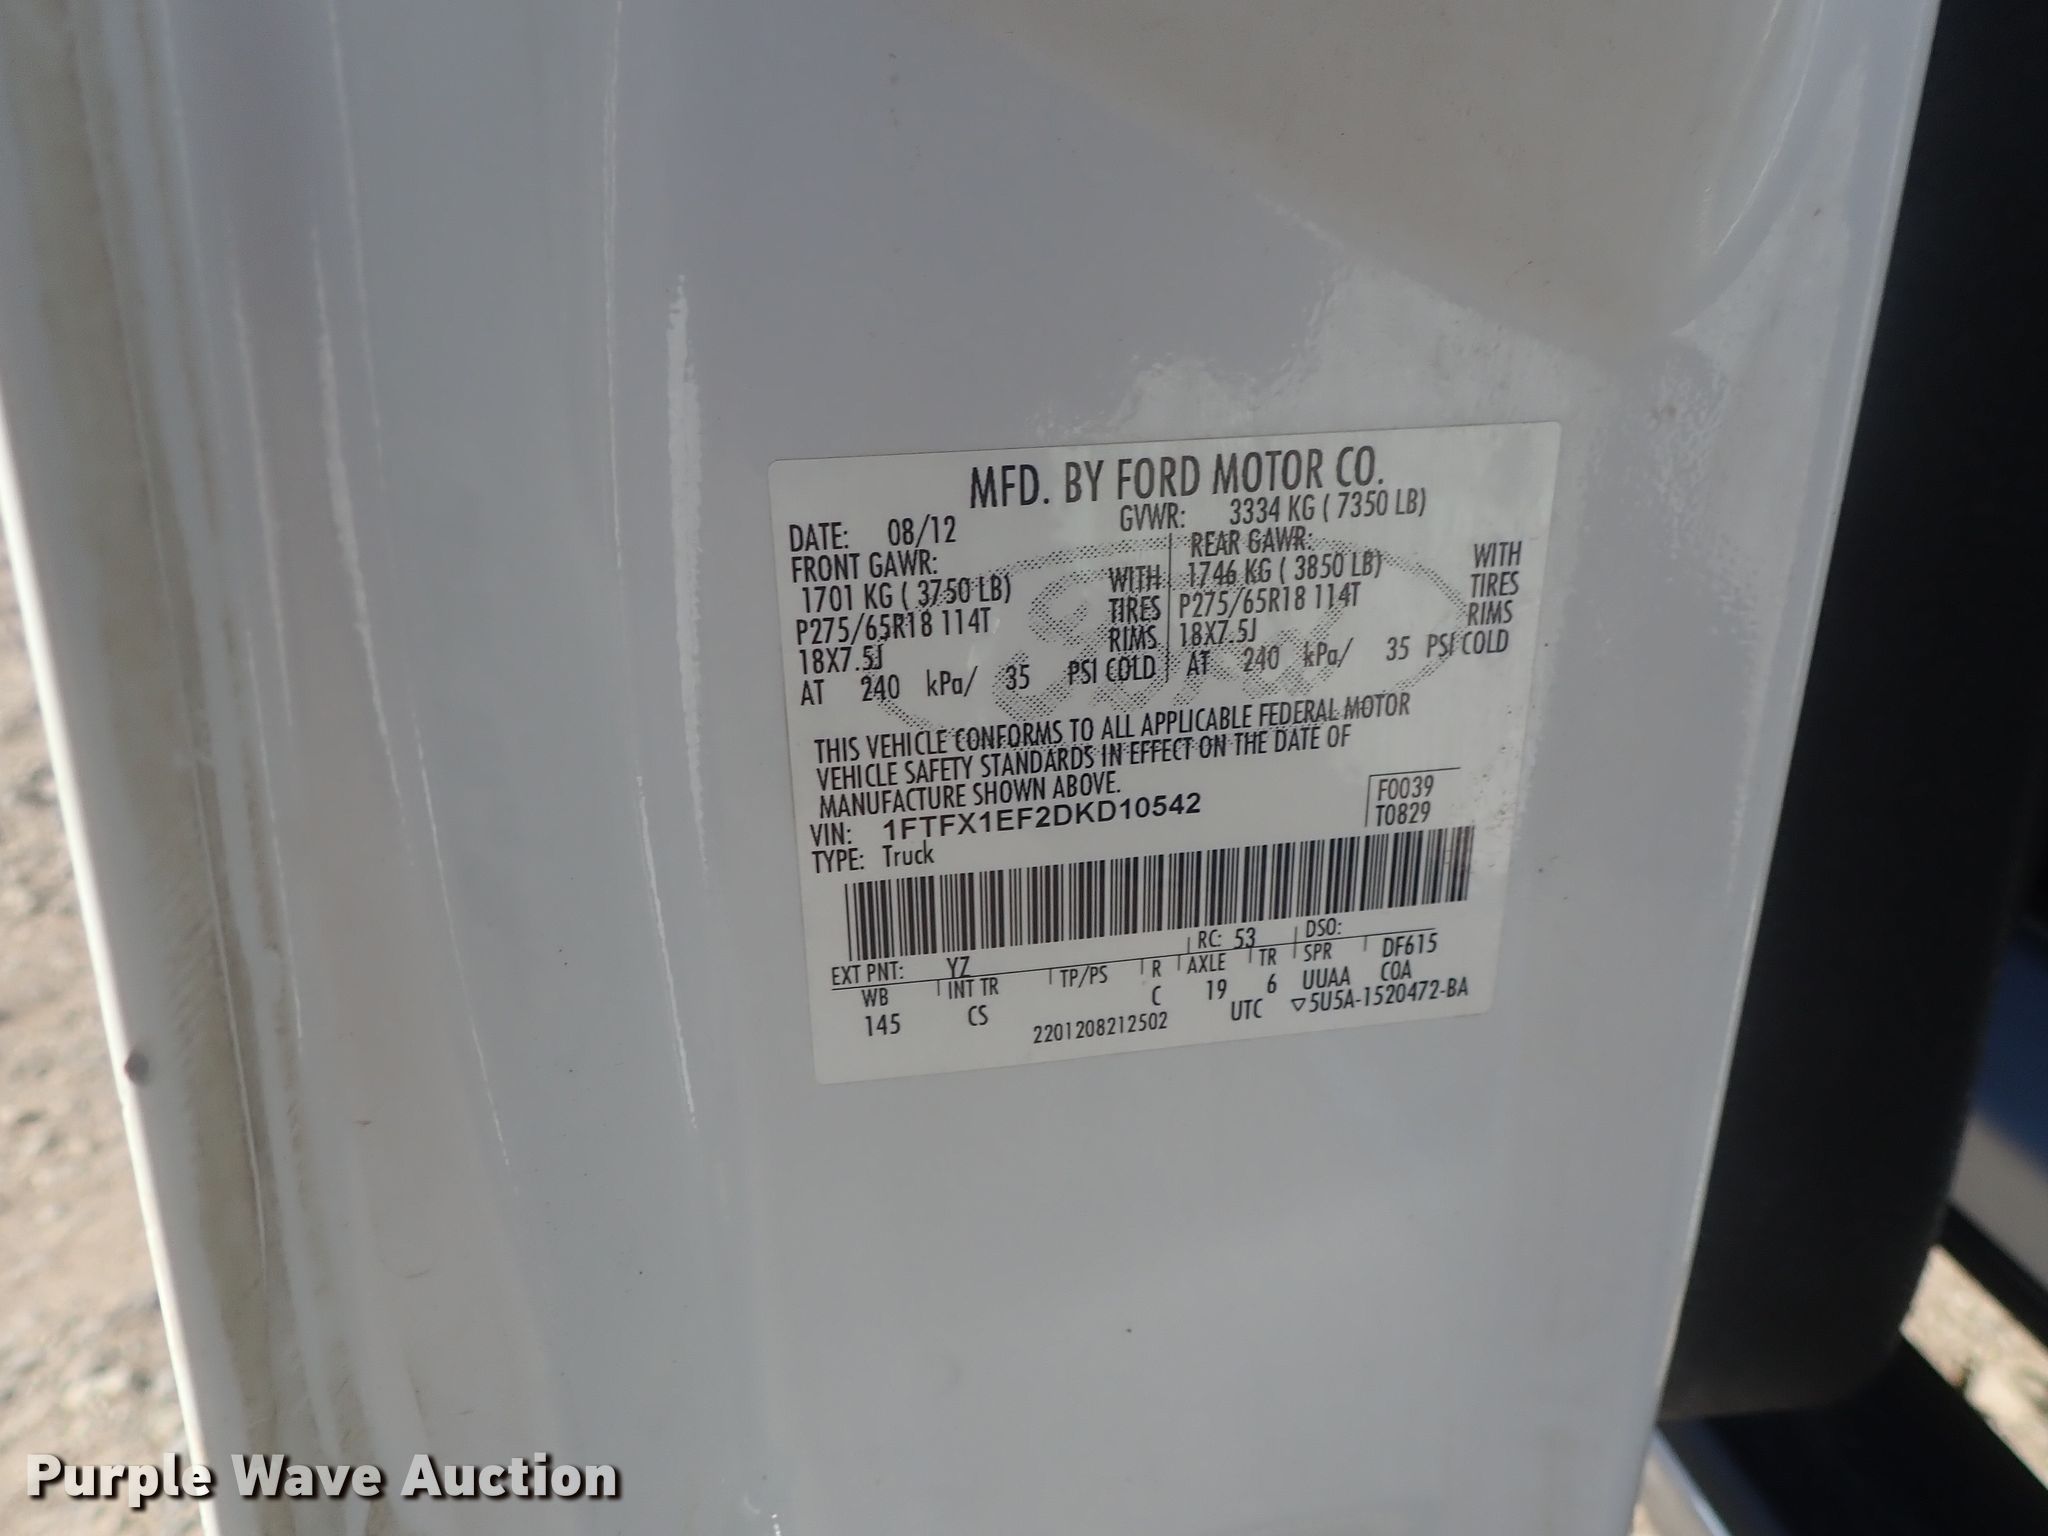 MFD. BY FORD MOTOR CO.
DATE: 08/12 GVWR: 3334 KG ( 7350 LB)
FRONT GAWR: REAR GAWR:
1701 KG ( 3750 LB) WITH 1746 KG ( 3850 LB) WITH
P275/65R18 114T TIRES P275/65R18 114T TIRES
18X7.5J RIMS 18X7.5J RIMS
AT 240 kPa/ 35 PSI COLD AT 240 kPa/ 35 PSI COLD
THIS VEHICLE CONFORMS TO ALL APPLICABLE FEDERAL MOTOR
VEHICLE SAFETY STANDARDS IN EFFECT ON THE DATE OF
MANUFACTURE SHOWN ABOVE.
VIN: 1FTFX1EF2DKD10542 F0039
TYPE: Truck T0829
EXT PNT: YZ RC: 53 DSO:
WB INT TR TP/PS R AXLE TR SPR DF615
145 CS C 19 6 UUAA COA
2201208212502 UTC ▽5U5A-1520472-BA
Purple Wave Auction